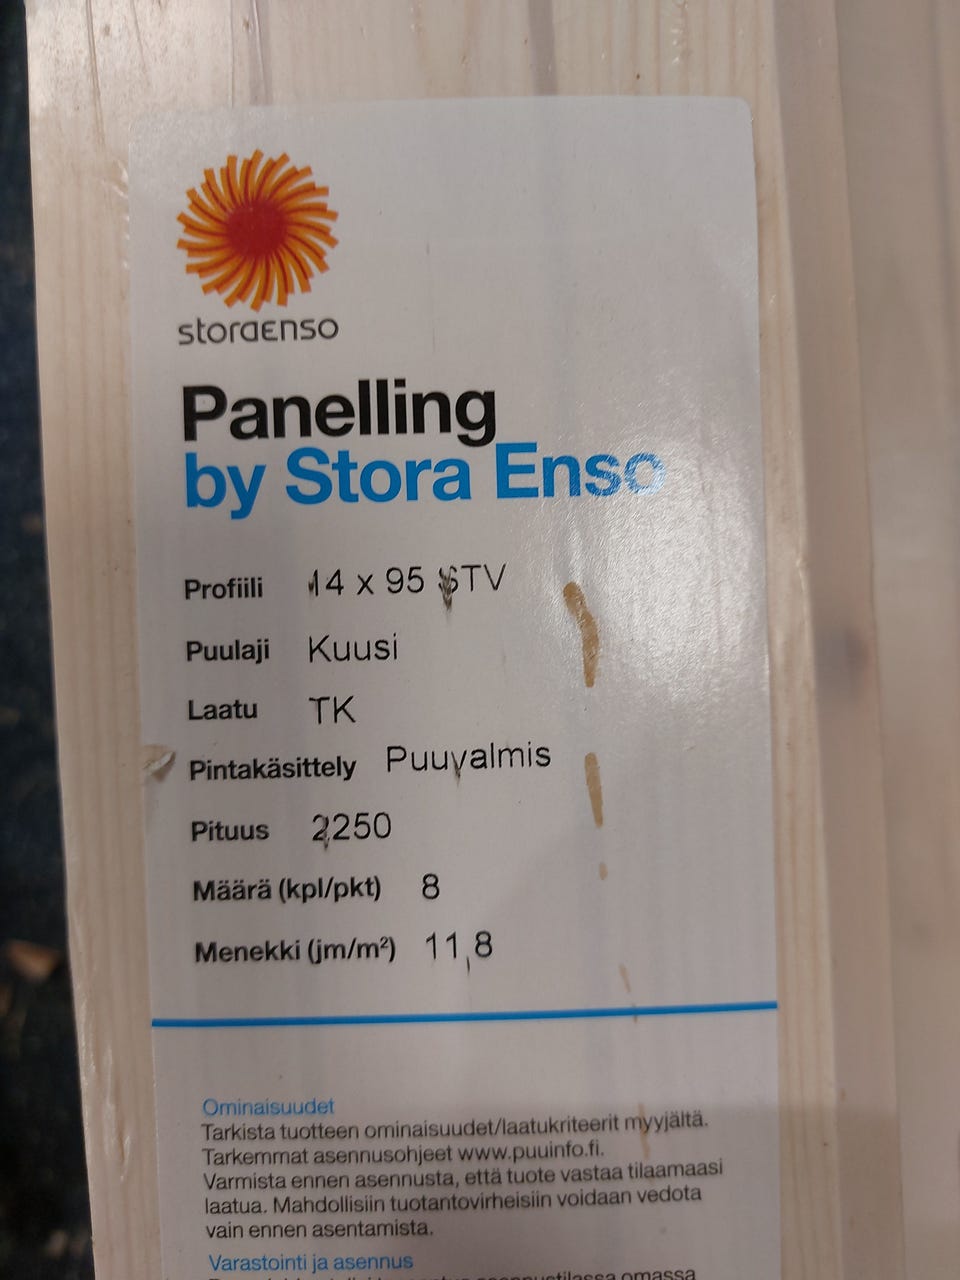 storaenso
Panelling
by Stora Enso
Profiili 14 x 95 STV
Puulaji Kuusi
Laatu TK
Pintakäsittely Puuvalmis
Pituus 2250
Määrä (kpl/pkt) 8
Menekki (jm/m²) 11,8
Ominaisuudet
Tarkista tuotteen ominaisuudet/laatukriteerit myyjältä.
Tarkemmat asennusohjeet www.puuinfo.fi.
Varmista ennen asennusta, että tuote vastaa tilaamaasi
laatua. Mahdollisiin tuotantovirheisiin voidaan vedota
vain ennen asentamista.
Varastointi ja asennus
omassa